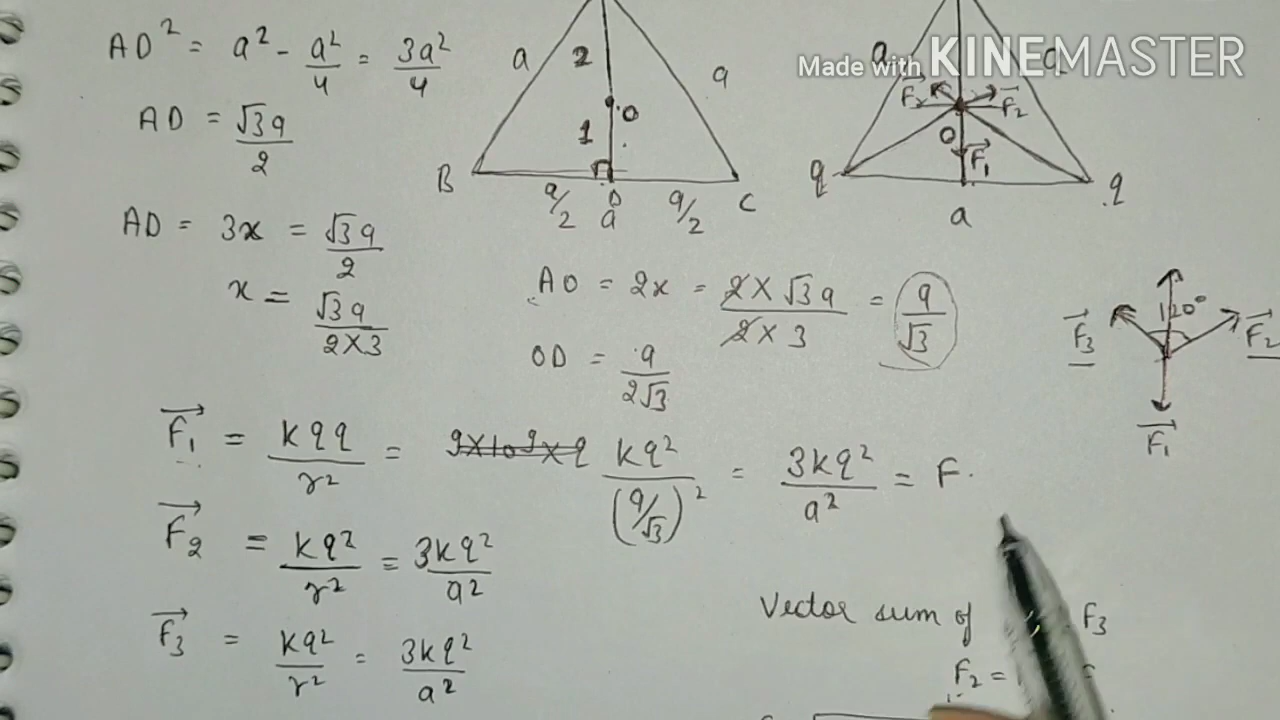 AD² = a² - a²/4 = 3a²/4
AD = √3a/2
AD = 3x = √3a/2
x = √3a/2×3
a
2
a
O
1
B
a/2
D
a/2
C
a
Made with KINEMASTER
a
a
F₃
F₂
O
F₁
q
q
a
AO = 2x = 2×√3a/2×3 = a/√3
OD = a/2√3
120°
F₃
F₂
F₁
F₁ = kqq/r² = kq²/(a/√3)² = 3kq²/a² = F.
F₂ = kq²/r² = 3kq²/a²
F₃ = kq²/r² = 3kq²/a²
Vector sum of F₃
F₂ =